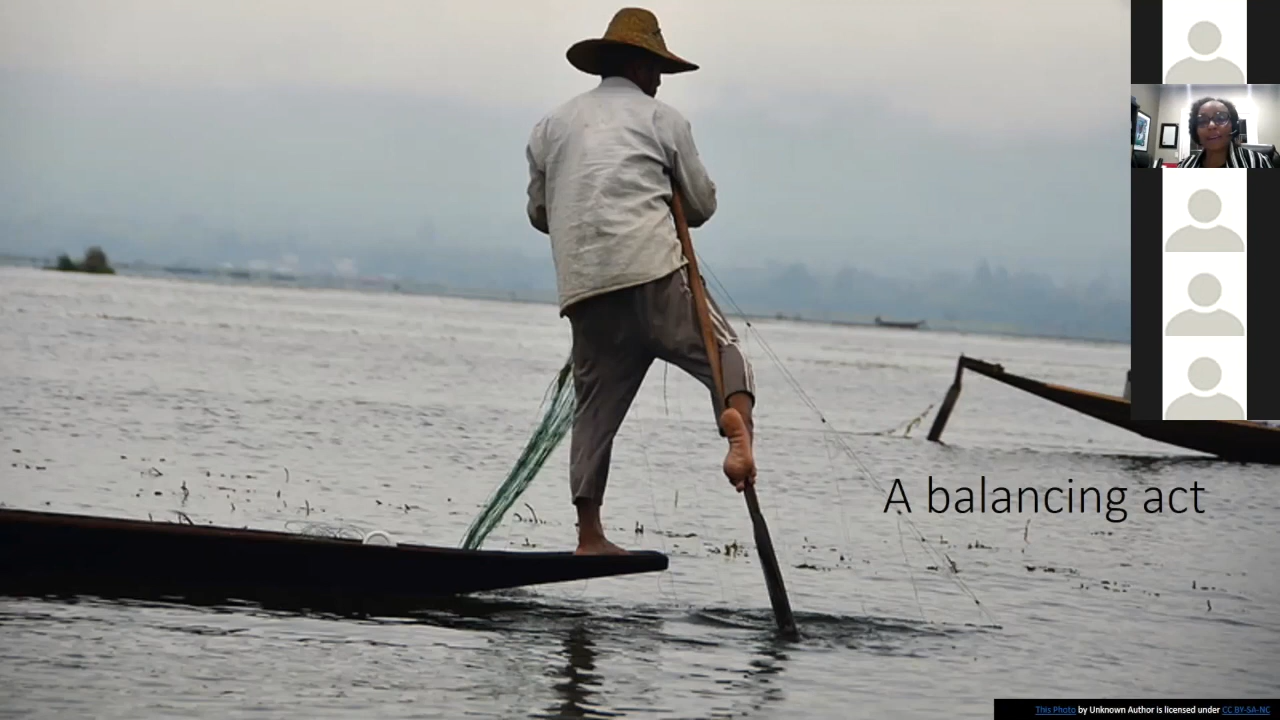 A balancing act
This Photo by Unknown Author is licensed under CC BY-SA-NC